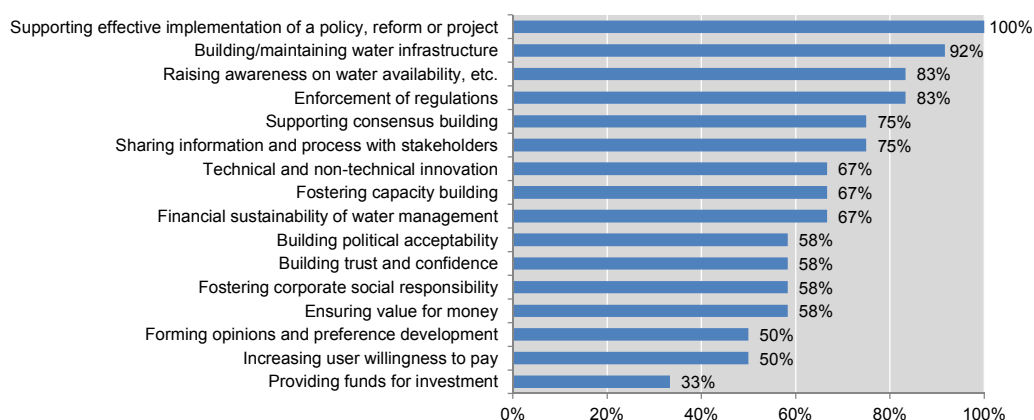 Supporting effective implementation of a policy, reform or project 100%
Building/maintaining water infrastructure 92%
Raising awareness on water availability, etc. 83%
Enforcement of regulations 83%
Supporting consensus building 75%
Sharing information and process with stakeholders 75%
Technical and non-technical innovation 67%
Fostering capacity building 67%
Financial sustainability of water management 67%
Building political acceptability 58%
Building trust and confidence 58%
Fostering corporate social responsibility 58%
Ensuring value for money 58%
Forming opinions and preference development 50%
Increasing user willingness to pay 50%
Providing funds for investment 33%
0% 20% 40% 60% 80% 100%